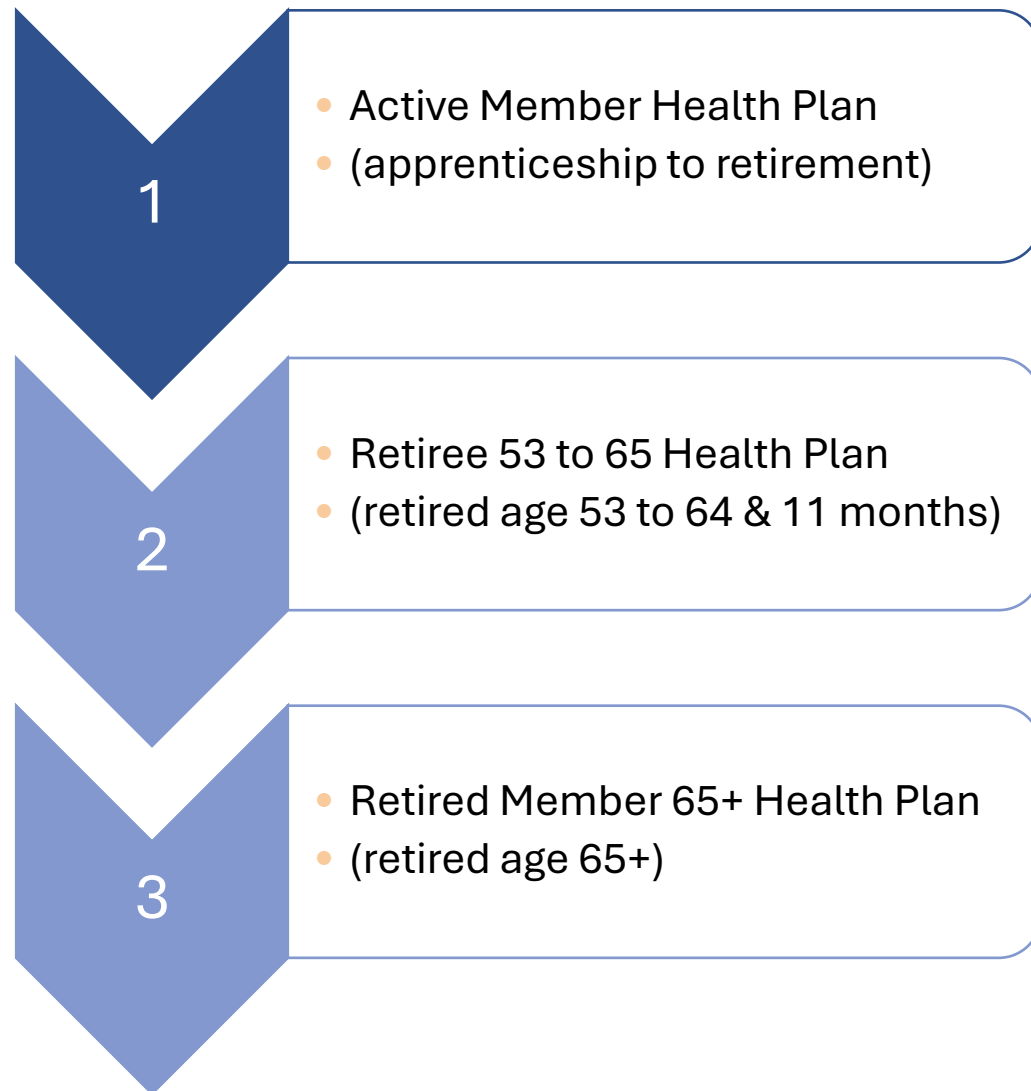 1
• Active Member Health Plan
• (apprenticeship to retirement)
2
• Retiree 53 to 65 Health Plan
• (retired age 53 to 64 & 11 months)
3
• Retired Member 65+ Health Plan
• (retired age 65+)